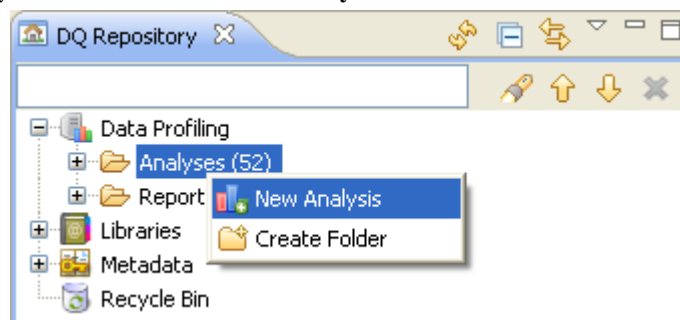 DQ Repository
Data Profiling
Analyses (52)
Report
New Analysis
Create Folder
Libraries
Metadata
Recycle Bin